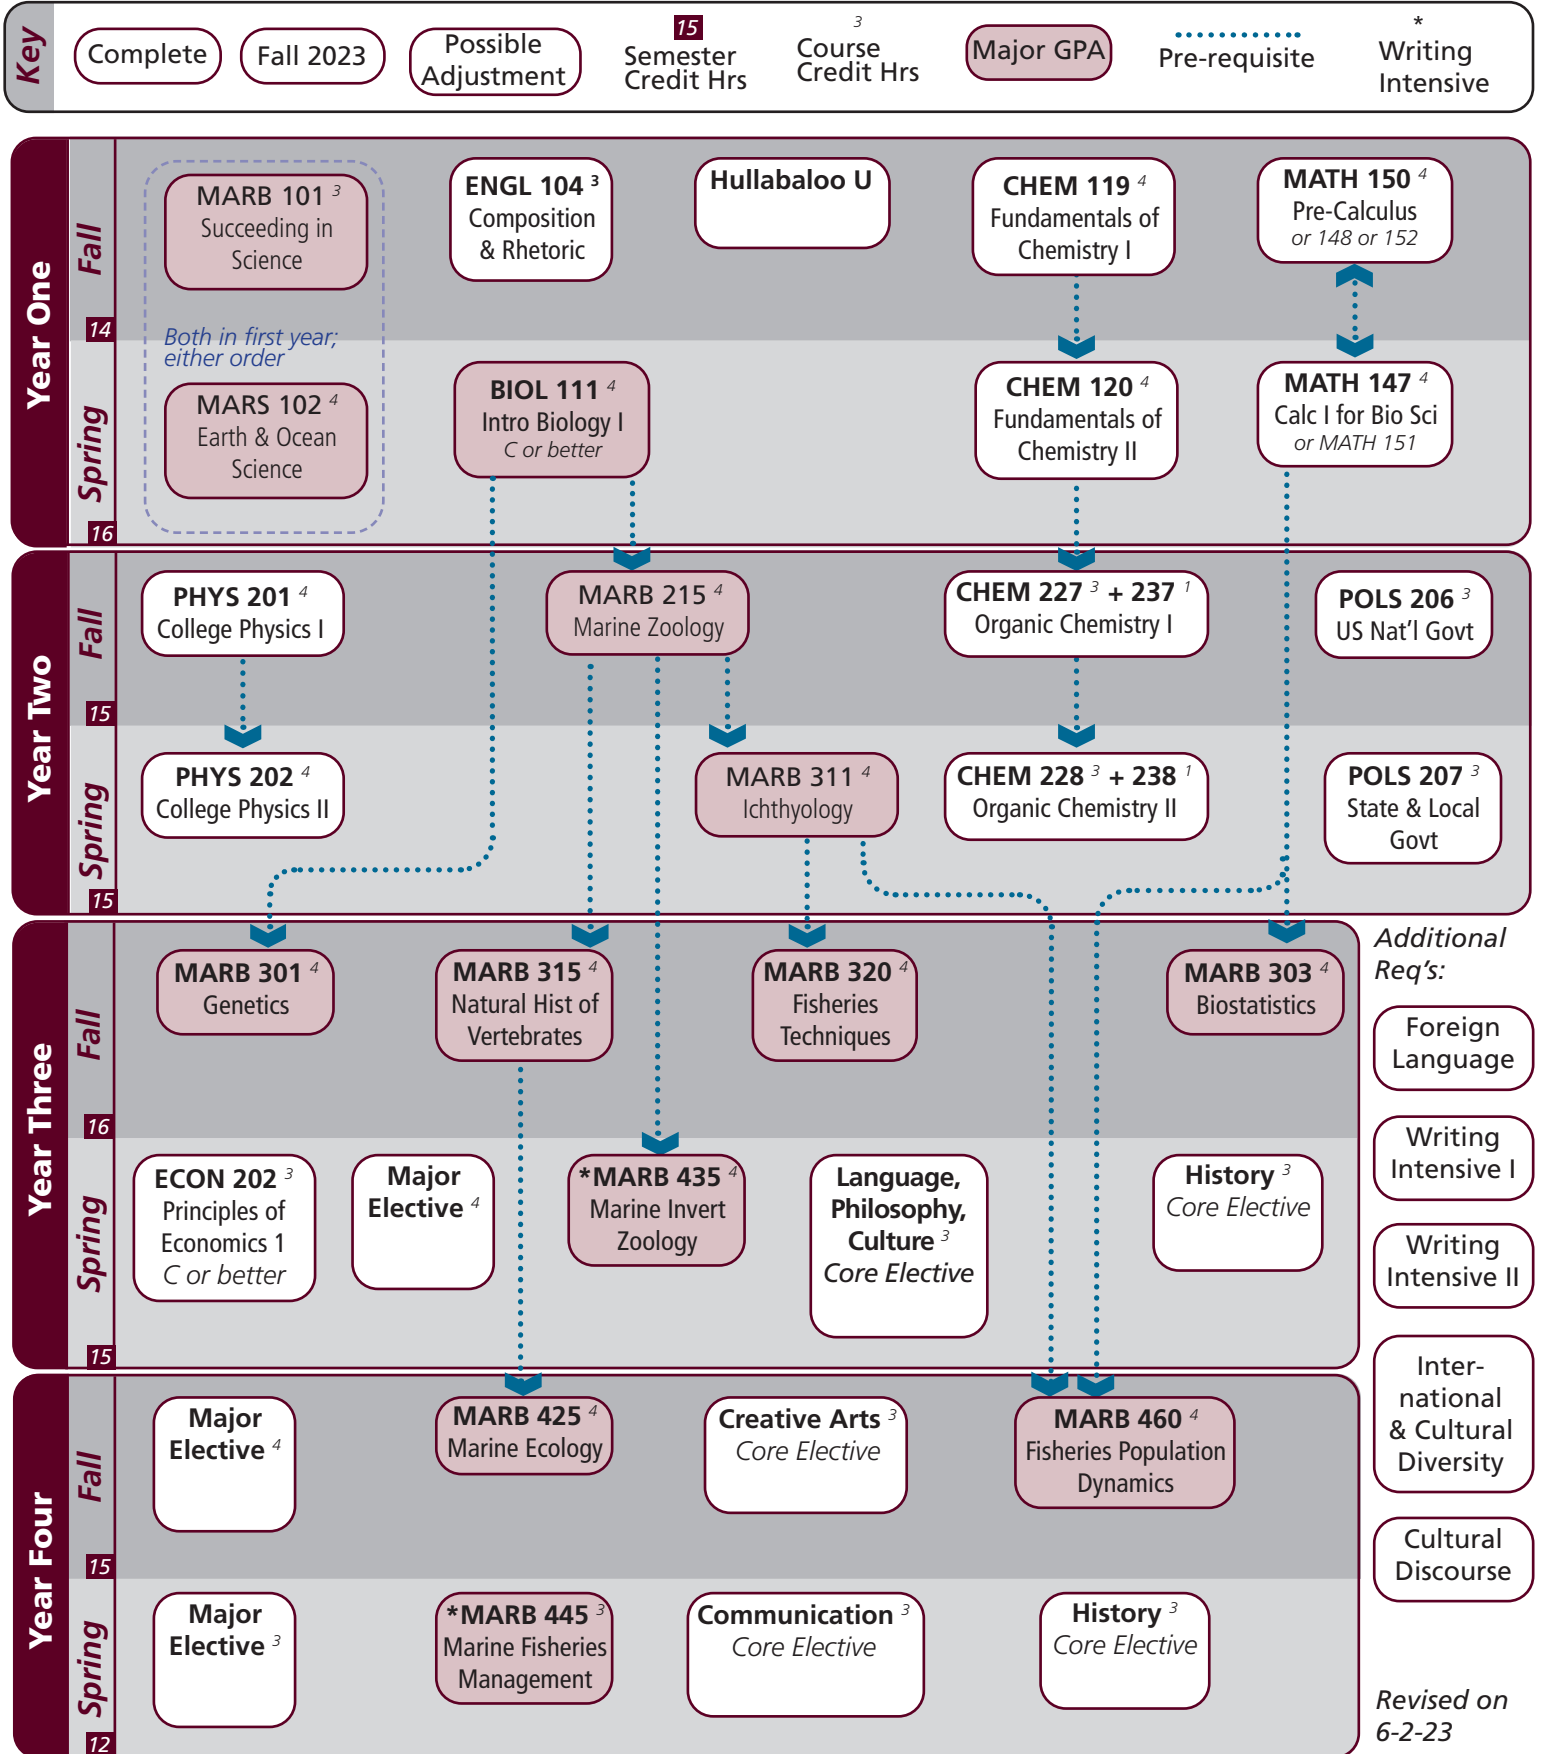 Key
Complete
Fall 2023
Possible
Adjustment
15
Semester
Credit Hrs
3
Course
Credit Hrs
Major GPA
Pre-requisite
*
Writing
Intensive
Year One
Fall
14
MARB 101 3
Succeeding in
Science
ENGL 104 3
Composition
& Rhetoric
Hullabaloo U
CHEM 119 4
Fundamentals of
Chemistry I
MATH 150 4
Pre-Calculus
or 148 or 152
Both in first year;
either order
Spring
16
MARS 102 4
Earth & Ocean
Science
BIOL 111 4
Intro Biology I
C or better
CHEM 120 4
Fundamentals of
Chemistry II
MATH 147 4
Calc I for Bio Sci
or MATH 151
Year Two
Fall
15
PHYS 201 4
College Physics I
MARB 215 4
Marine Zoology
CHEM 227 3 + 237 1
Organic Chemistry I
POLS 206 3
US Nat’l Govt
Spring
15
PHYS 202 4
College Physics II
MARB 311 4
Ichthyology
CHEM 228 3 + 238 1
Organic Chemistry II
POLS 207 3
State & Local
Govt
Year Three
Fall
16
MARB 301 4
Genetics
MARB 315 4
Natural Hist of
Vertebrates
MARB 320 4
Fisheries
Techniques
MARB 303 4
Biostatistics
Spring
15
ECON 202 3
Principles of
Economics 1
C or better
Major
Elective 4
*MARB 435 4
Marine Invert
Zoology
Language,
Philosophy,
Culture 3
Core Elective
History 3
Core Elective
Year Four
Fall
15
Major
Elective 4
MARB 425 4
Marine Ecology
Creative Arts 3
Core Elective
MARB 460 4
Fisheries Population
Dynamics
Spring
12
Major
Elective 3
*MARB 445 3
Marine Fisheries
Management
Communication 3
Core Elective
History 3
Core Elective
Additional
Req's:
Foreign
Language
Writing
Intensive I
Writing
Intensive II
Inter-
national
& Cultural
Diversity
Cultural
Discourse
Revised on
6-2-23